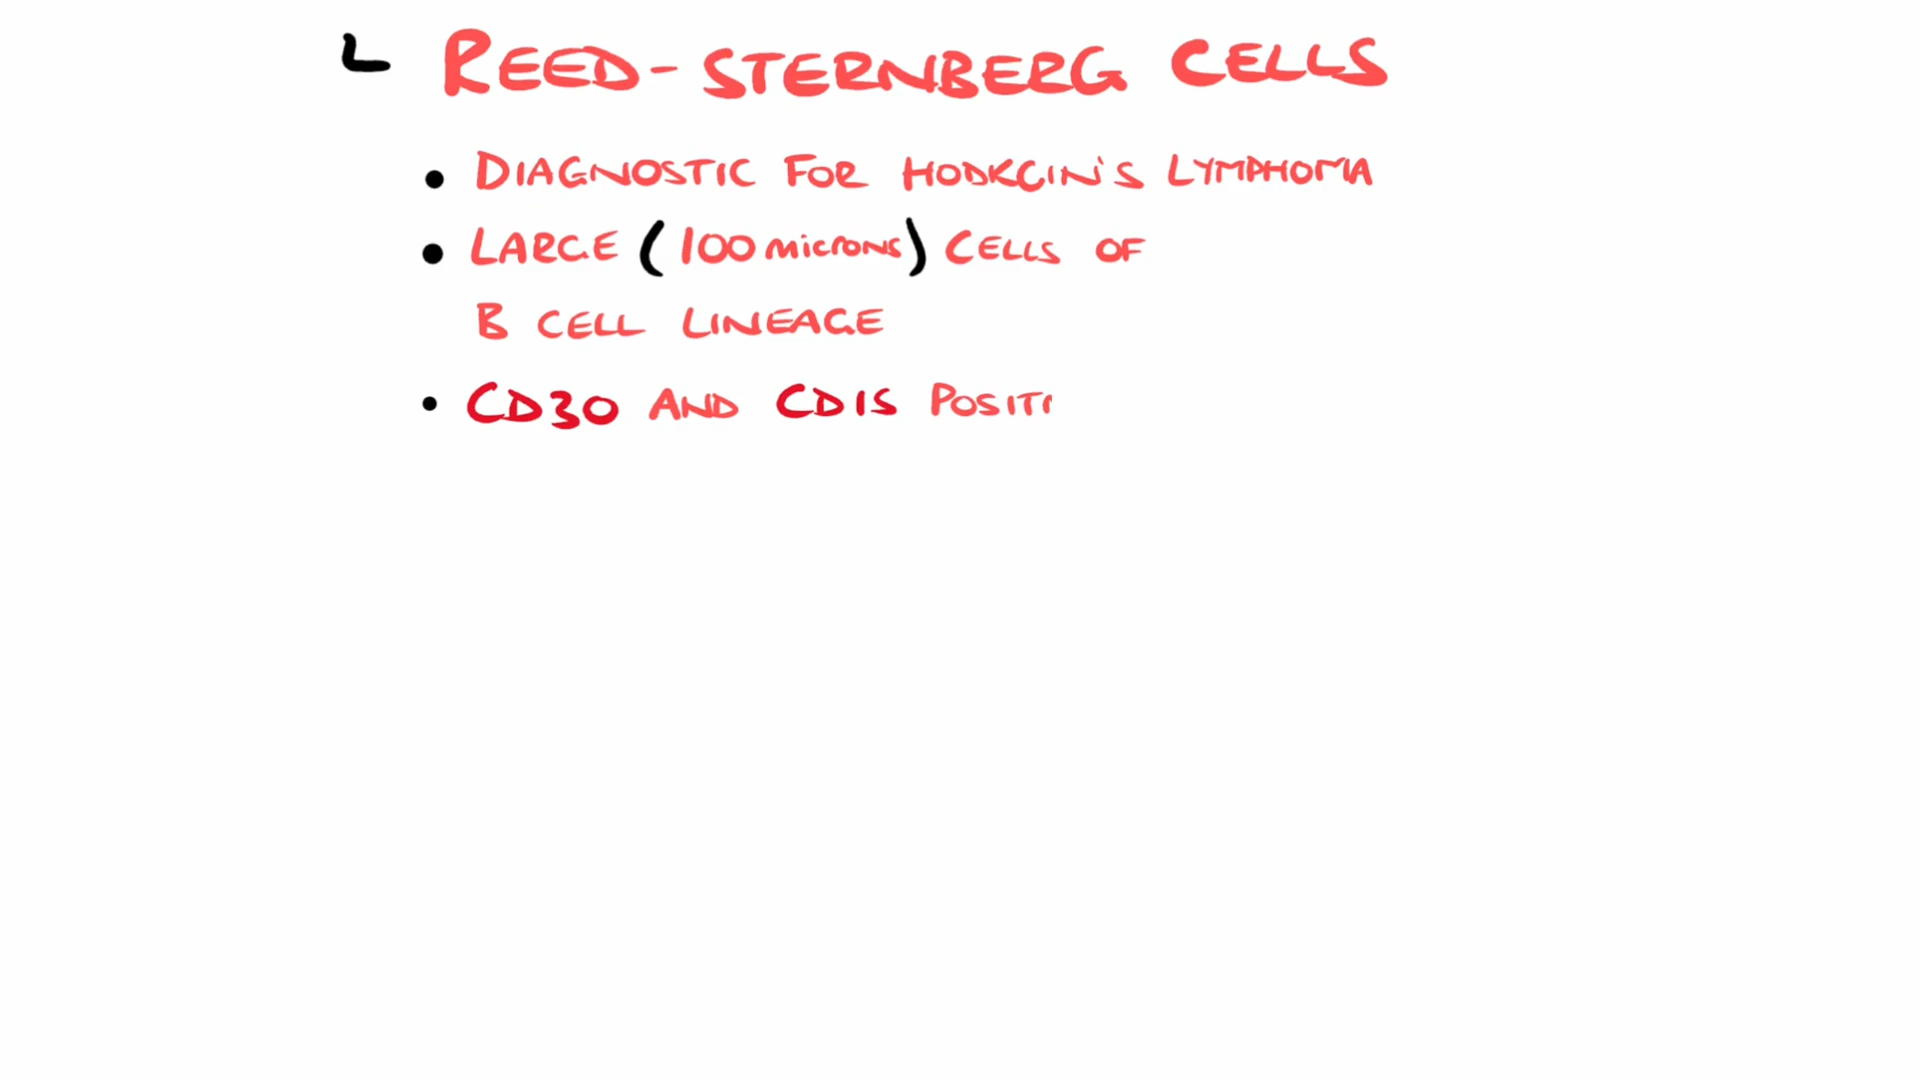 REED-STERNBERG CELLS
• DIAGNOSTIC FOR HODKGIN'S LYMPHOMA
• LARGE (100 microns) CELLS OF
B CELL LINEAGE
• CD30 AND CD15 POSITI